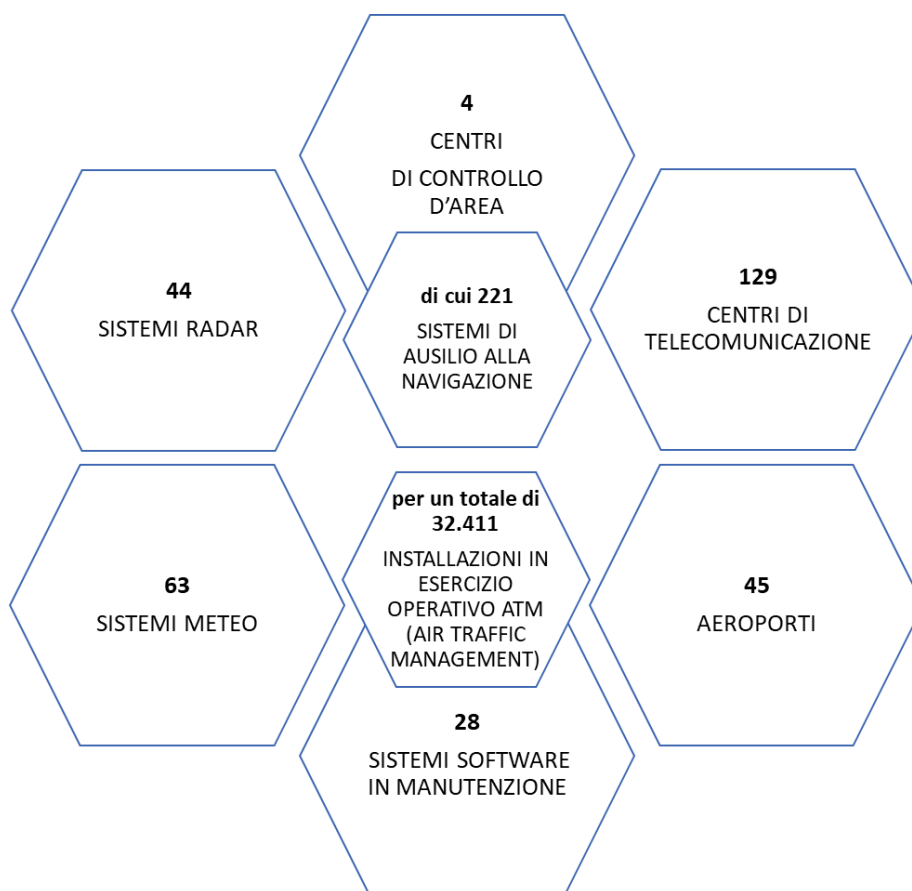 4
CENTRI
DI CONTROLLO
D’AREA
44
SISTEMI RADAR
di cui 221
SISTEMI DI
AUSILIO ALLA
NAVIGAZIONE
129
CENTRI DI
TELECOMUNICAZIONE
63
SISTEMI METEO
per un totale di
32.411
INSTALLAZIONI IN
ESERCIZIO
OPERATIVO ATM
(AIR TRAFFIC
MANAGEMENT)
45
AEROPORTI
28
SISTEMI SOFTWARE
IN MANUTENZIONE